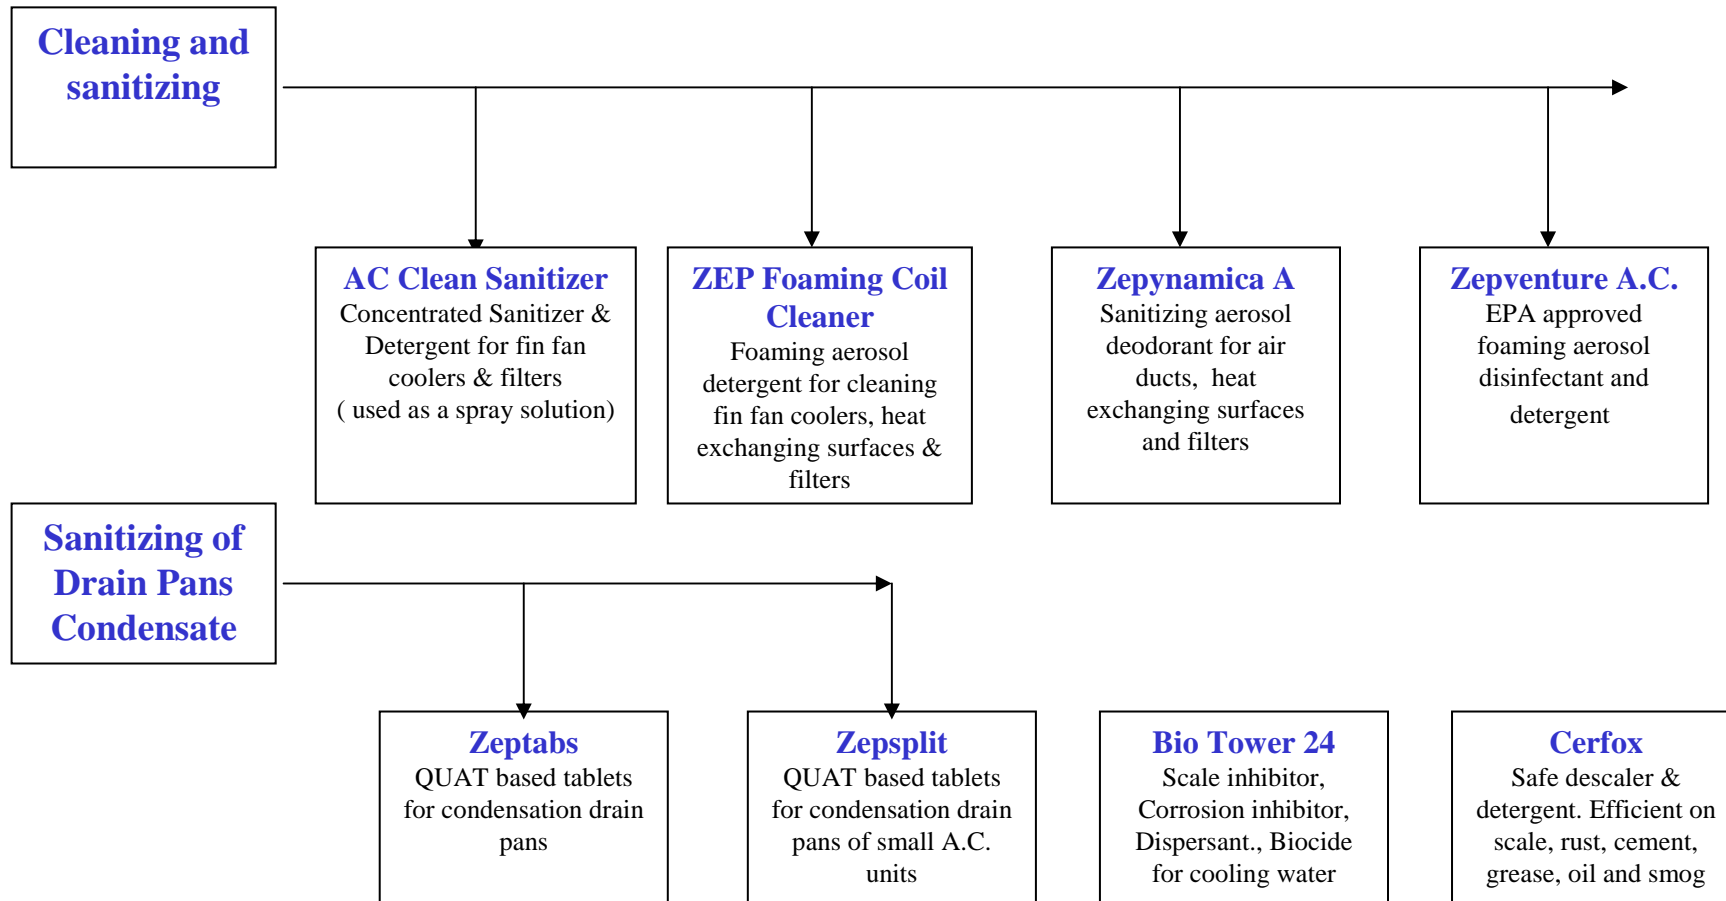 Cleaning and
sanitizing
AC Clean Sanitizer
Concentrated Sanitizer &
Detergent for fin fan
coolers & filters
( used as a spray solution)
ZEP Foaming Coil
Cleaner
Foaming aerosol
detergent for cleaning
fin fan coolers, heat
exchanging surfaces &
filters
Zepynamica A
Sanitizing aerosol
deodorant for air
ducts, heat
exchanging surfaces
and filters
Zepventure A.C.
EPA approved
foaming aerosol
disinfectant and
detergent
Sanitizing of
Drain Pans
Condensate
Zeptabs
QUAT based tablets
for condensation drain
pans
Zepsplit
QUAT based tablets
for condensation drain
pans of small A.C.
units
Bio Tower 24
Scale inhibitor,
Corrosion inhibitor,
Dispersant., Biocide
for cooling water
Cerfox
Safe descaler &
detergent. Efficient on
scale, rust, cement,
grease, oil and smog